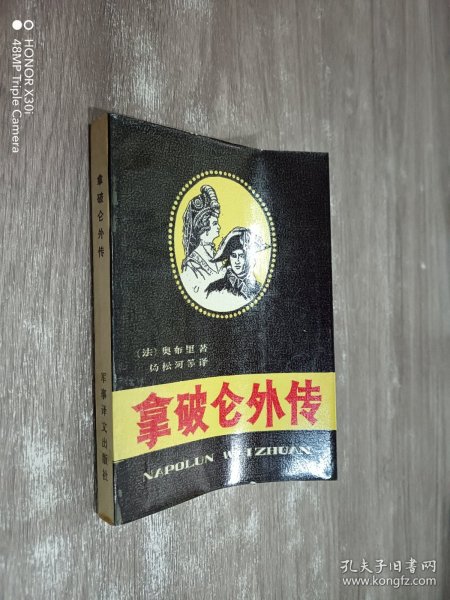 HONOR X30i
48MP Triple Camera
拿破仑外传
军事译文出版社
〔法〕奥布里著
松河等译
拿破仑外传
NAPOLUN WAIZHUAN
孔夫子旧书网
www.kongfz.com